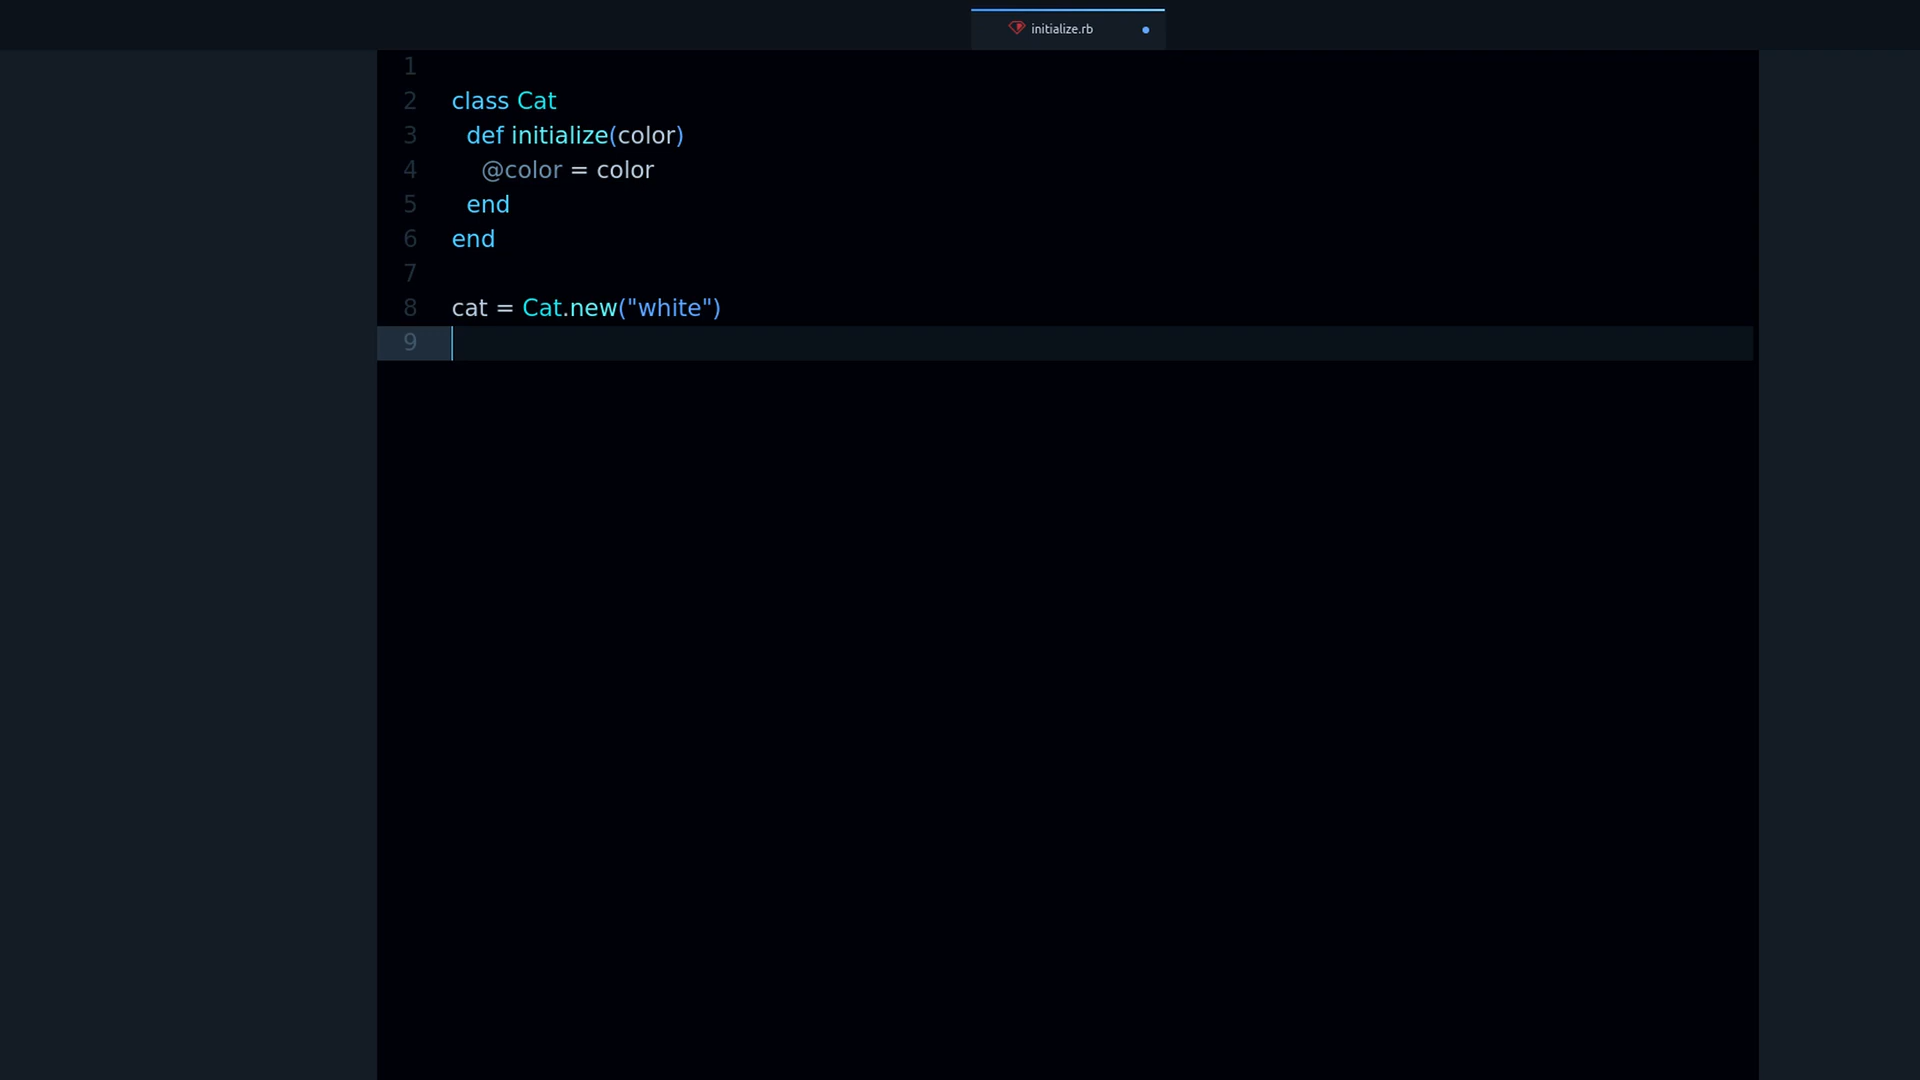 initialize.rb
1
2 class Cat
3   def initialize(color)
4     @color = color
5   end
6 end
7
8 cat = Cat.new("white")
9